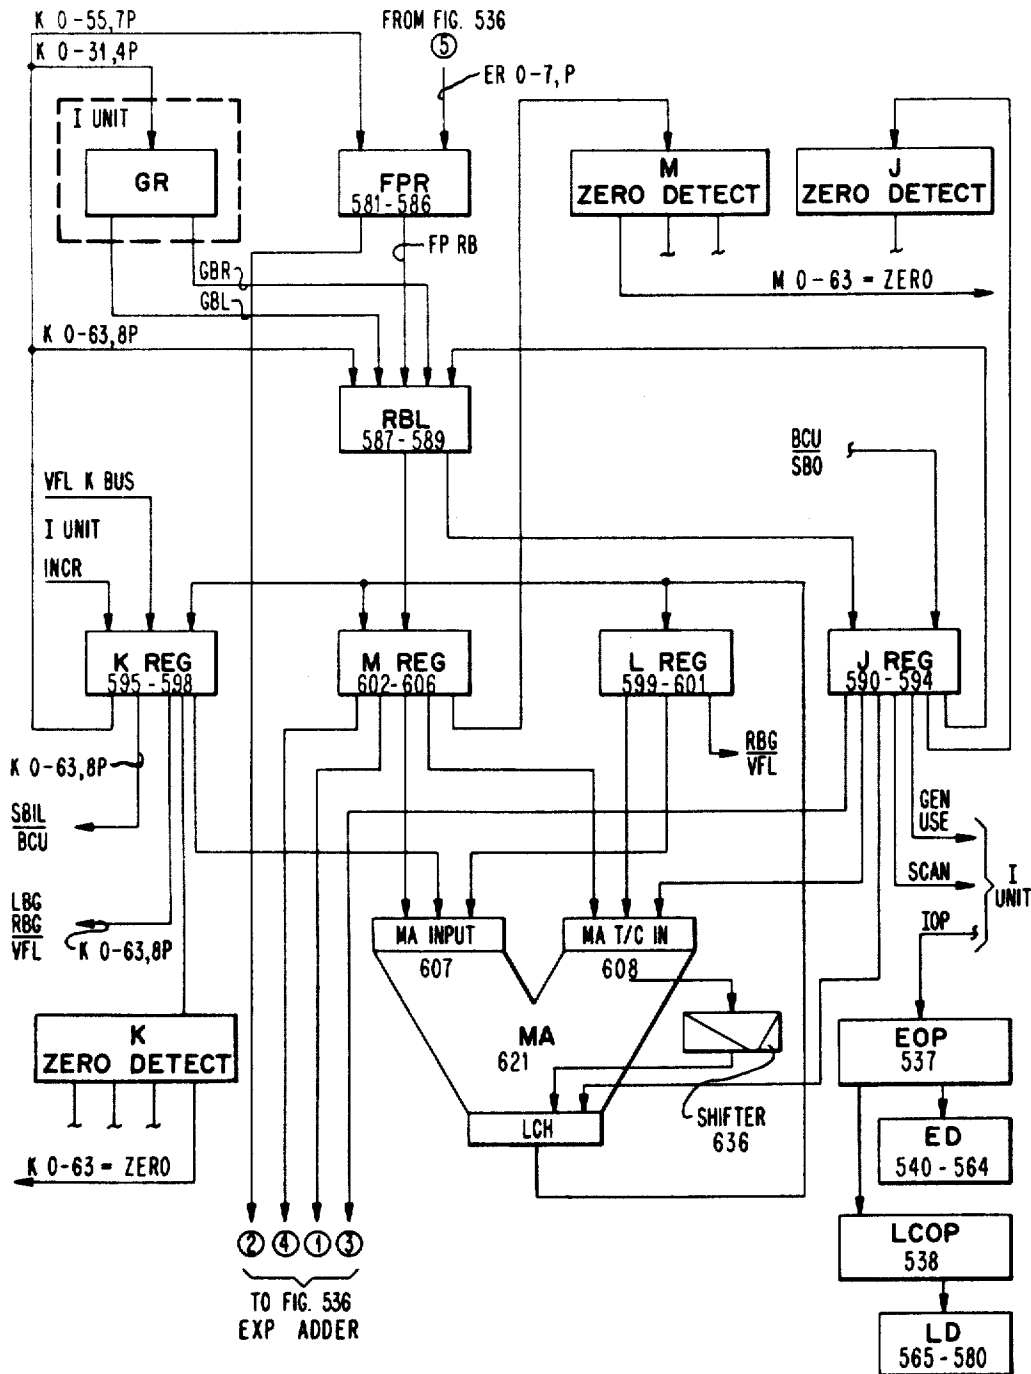 K 0-55,7P
FROM FIG. 536
5
K 0-31,4P
ER 0-7, P
I UNIT
GR
FPR
581-586
M
ZERO DETECT
J
ZERO DETECT
FP RB
GBR
GBL
M 0-63 = ZERO
K 0-63,8P
RBL
587-589
BCU
SBO
VFL K BUS
I UNIT
INCR
K REG
595-598
M REG
602-606
L REG
599-601
J REG
590-594
RBG
VFL
K 0-63,8P
SBIL
BCU
GEN
USE
SCAN
I
UNIT
IOP
LBG
RBG
VFL
K 0-63,8P
MA INPUT
607
MA T/C IN
608
K
ZERO DETECT
MA
621
EOP
537
LCH
SHIFTER
636
ED
540-564
K 0-63 = ZERO
LCOP
538
2 4 1 3
TO FIG. 536
EXP ADDER
LD
565-580